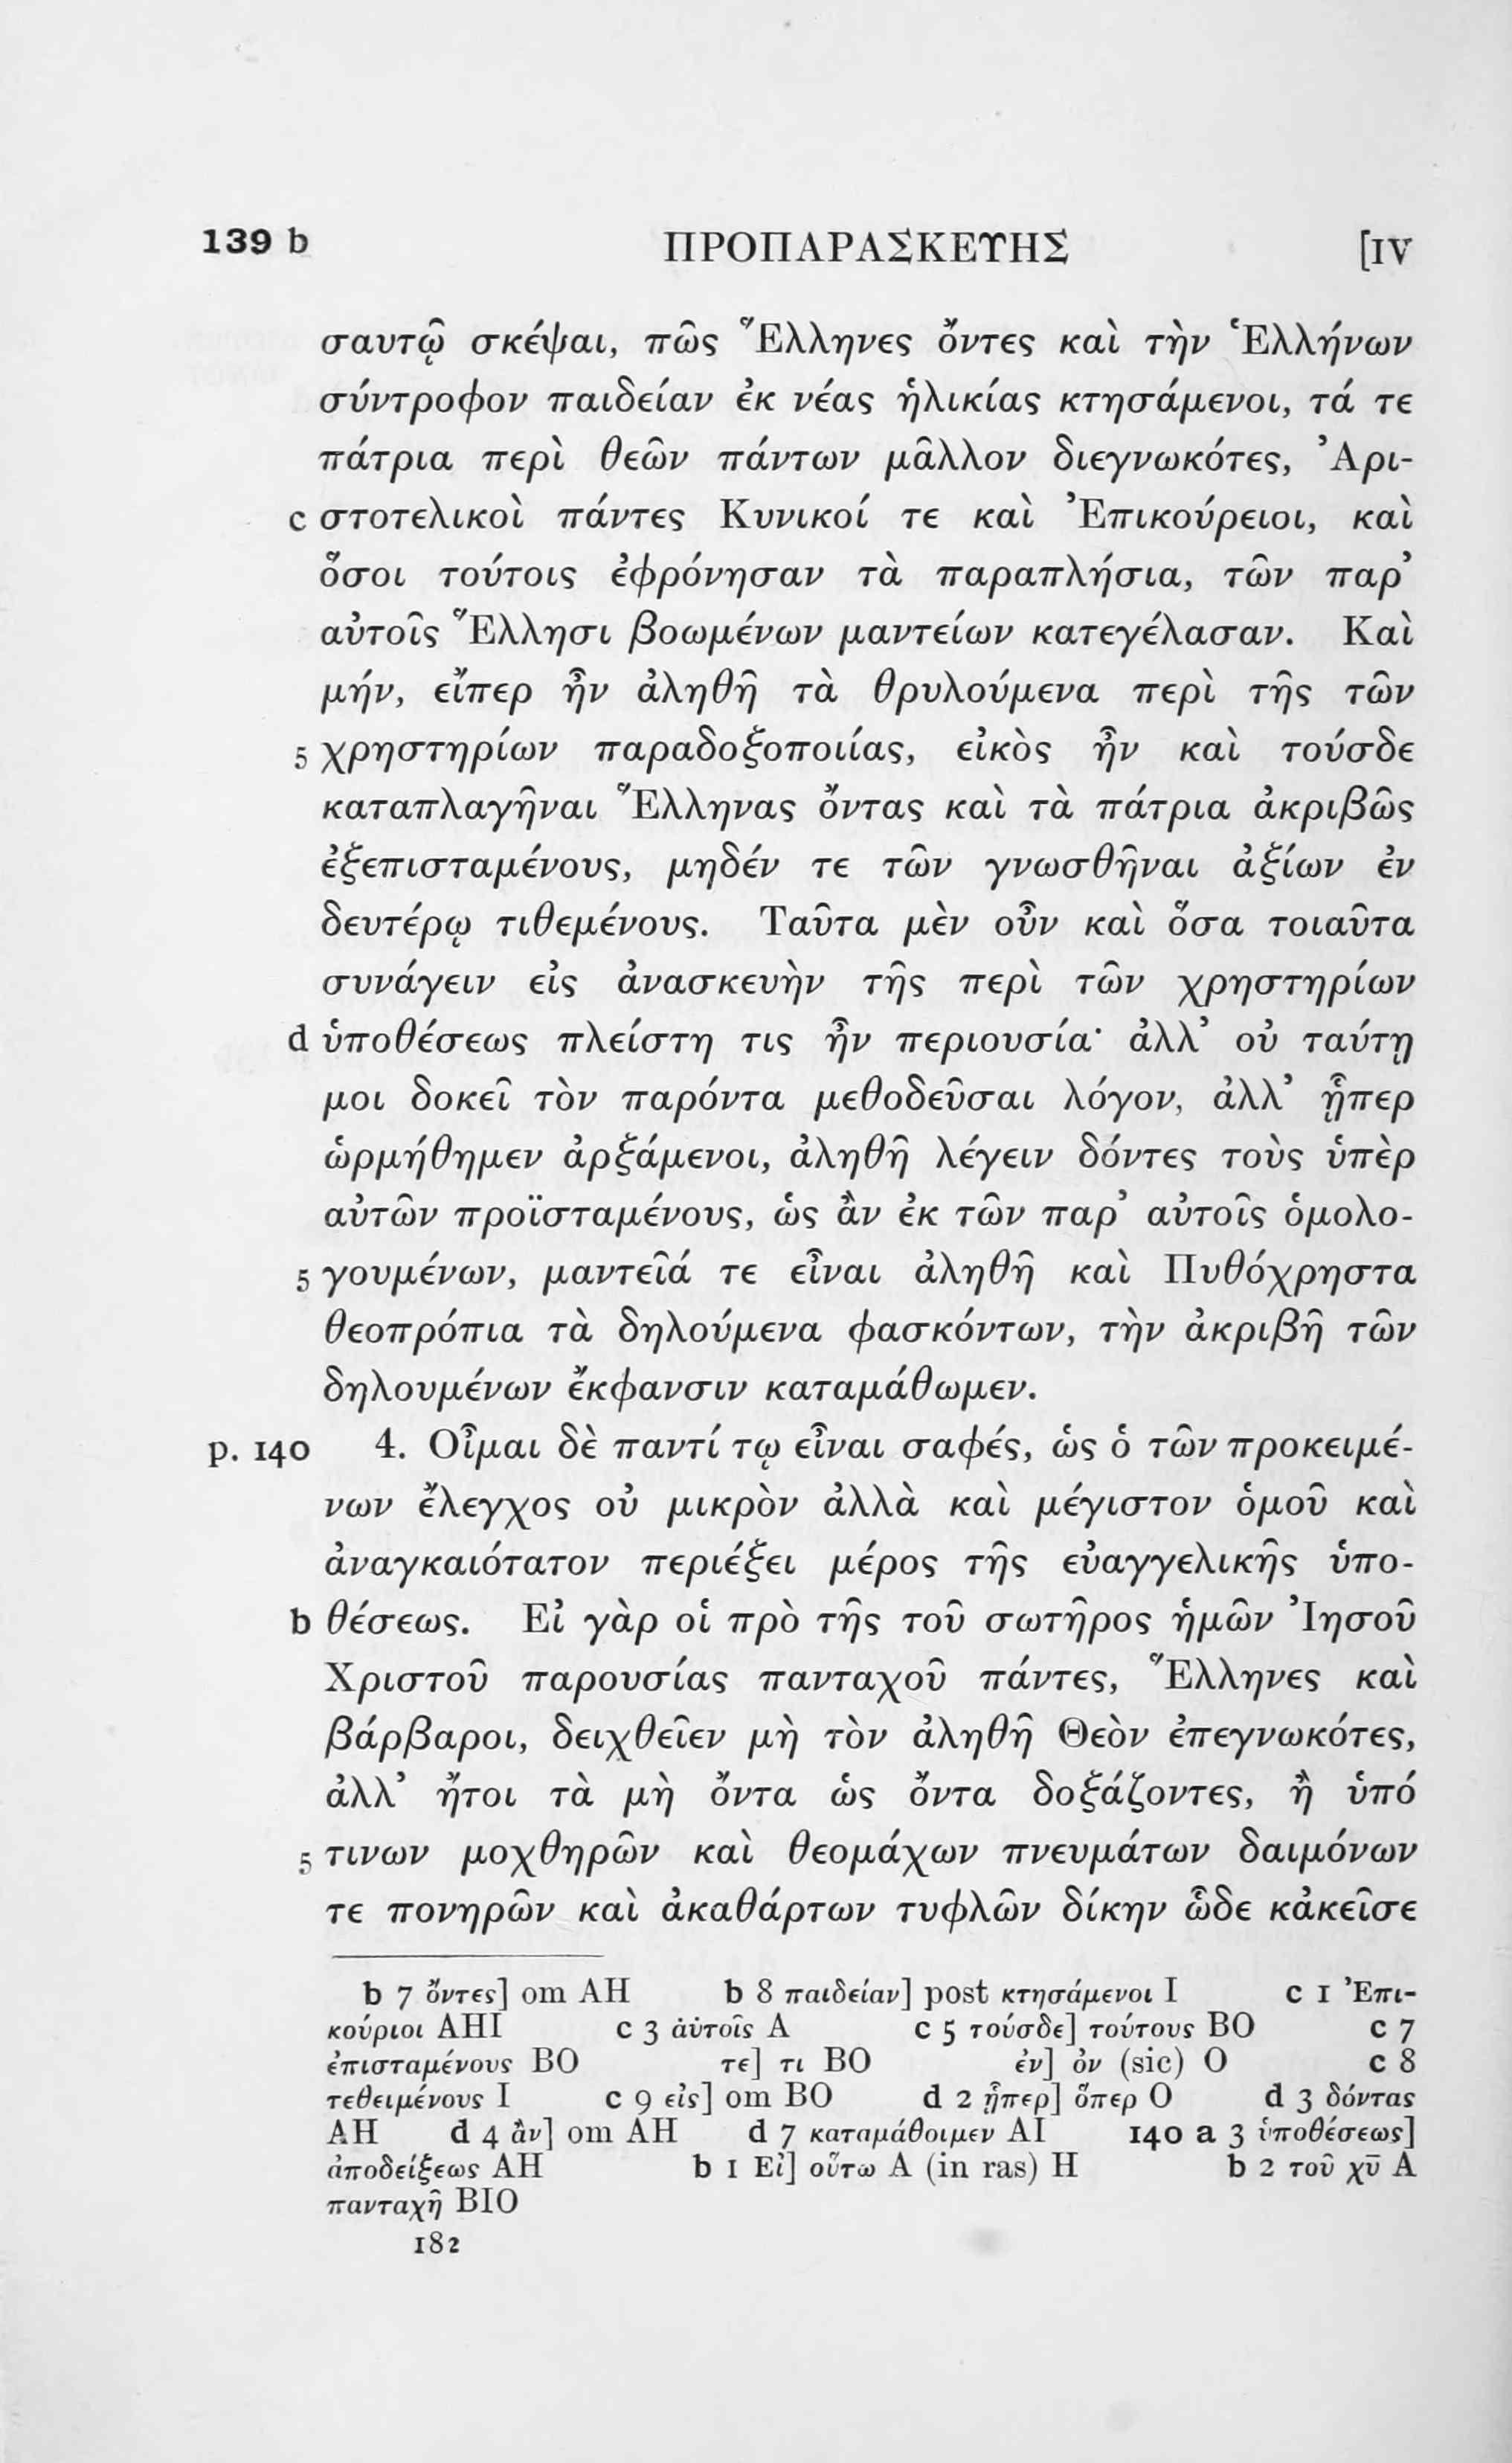 139 b ΠΡΟΠΑΡΑΣΚΕΥΗΣ [IV
σαυτῷ σκέψαι, πῶς Ἕλληνες ὄντες καὶ τὴν Ἑλλήνων
σύντροφον παιδείαν ἐκ νέας ἡλικίας κτησάμενοι, τά τε
πάτρια περὶ θεῶν πάντων μᾶλλον διεγνωκότες, Ἀρι-
c στοτελικοὶ πάντες Κυνικοί τε καὶ Ἐπικούρειοι, καὶ
ὅσοι τούτοις ἐφρόνησαν τὰ παραπλήσια, τῶν παρ’
αὐτοῖς Ἕλλησι βοωμένων μαντείων κατεγέλασαν. Καὶ
μήν, εἴπερ ἦν ἀληθῆ τὰ θρυλούμενα περὶ τῆς τῶν
5 χρηστηρίων παραδοξοποιίας, εἰκὸς ἦν καὶ τούσδε
καταπλαγῆναι Ἕλληνας ὄντας καὶ τὰ πάτρια ἀκριβῶς
ἐξεπισταμένους, μηδέν τε τῶν γνωσθῆναι ἀξίων ἐν
δευτέρῳ τιθεμένους. Ταῦτα μὲν οὖν καὶ ὅσα τοιαῦτα
συνάγειν εἰς ἀνασκευὴν τῆς περὶ τῶν χρηστηρίων
d ὑποθέσεως πλείστη τις ἦν περιουσία· ἀλλ’ οὐ ταύτῃ
μοι δοκεῖ τὸν παρόντα μεθοδεῦσαι λόγον, ἀλλ’ ᾗπερ
ὡρμήθημεν ἀρξάμενοι, ἀληθῆ λέγειν δόντες τοὺς ὑπὲρ
αὐτῶν προϊσταμένους, ὡς ἂν ἐκ τῶν παρ’ αὐτοῖς ὁμολο-
5 γουμένων, μαντεῖά τε εἶναι ἀληθῆ καὶ Πυθόχρηστα
θεοπρόπια τὰ δηλούμενα φασκόντων, τὴν ἀκριβῆ τῶν
δηλουμένων ἔκφανσιν καταμάθωμεν.
p. 140 4. Οἶμαι δὲ παντί τῳ εἶναι σαφές, ὡς ὁ τῶν προκειμέ-
νων ἔλεγχος οὐ μικρὸν ἀλλὰ καὶ μέγιστον ὁμοῦ καὶ
ἀναγκαιότατον περιέξει μέρος τῆς εὐαγγελικῆς ὑπο-
b θέσεως. Εἰ γὰρ οἱ πρὸ τῆς τοῦ σωτῆρος ἡμῶν Ἰησοῦ
Χριστοῦ παρουσίας πανταχοῦ πάντες, Ἕλληνες καὶ
βάρβαροι, δειχθεῖεν μὴ τὸν ἀληθῆ Θεὸν ἐπεγνωκότες,
ἀλλ’ ἤτοι τὰ μὴ ὄντα ὡς ὄντα δοξάζοντες, ἢ ὑπό
5 τινων μοχθηρῶν καὶ θεομάχων πνευμάτων δαιμόνων
τε πονηρῶν καὶ ἀκαθάρτων τυφλῶν δίκην ὧδε κἀκεῖσε
b 7 ὄντες] om AH b 8 παιδείαν] post κτησάμενοι I c 1 Ἐπι-
κούριοι AHI c 3 αὑτοῖς A c 5 τούσδε] τούτους BO c 7
ἐπισταμένους BO τε] τι BO ἐν] ὀν (sic) O c 8
τεθειμένους I c 9 εἰς] om BO d 2 ᾗπερ] ὅπερ O d 3 δόντας
AH d 4 ἂν] om AH d 7 καταμάθοιμεν AI 140 a 3 ὑποθέσεως]
ἀποδείξεως AH b 1 Εἰ] οὕτω A (in ras) H b 2 τοῦ χῡ A
πανταχῆ BIO
182